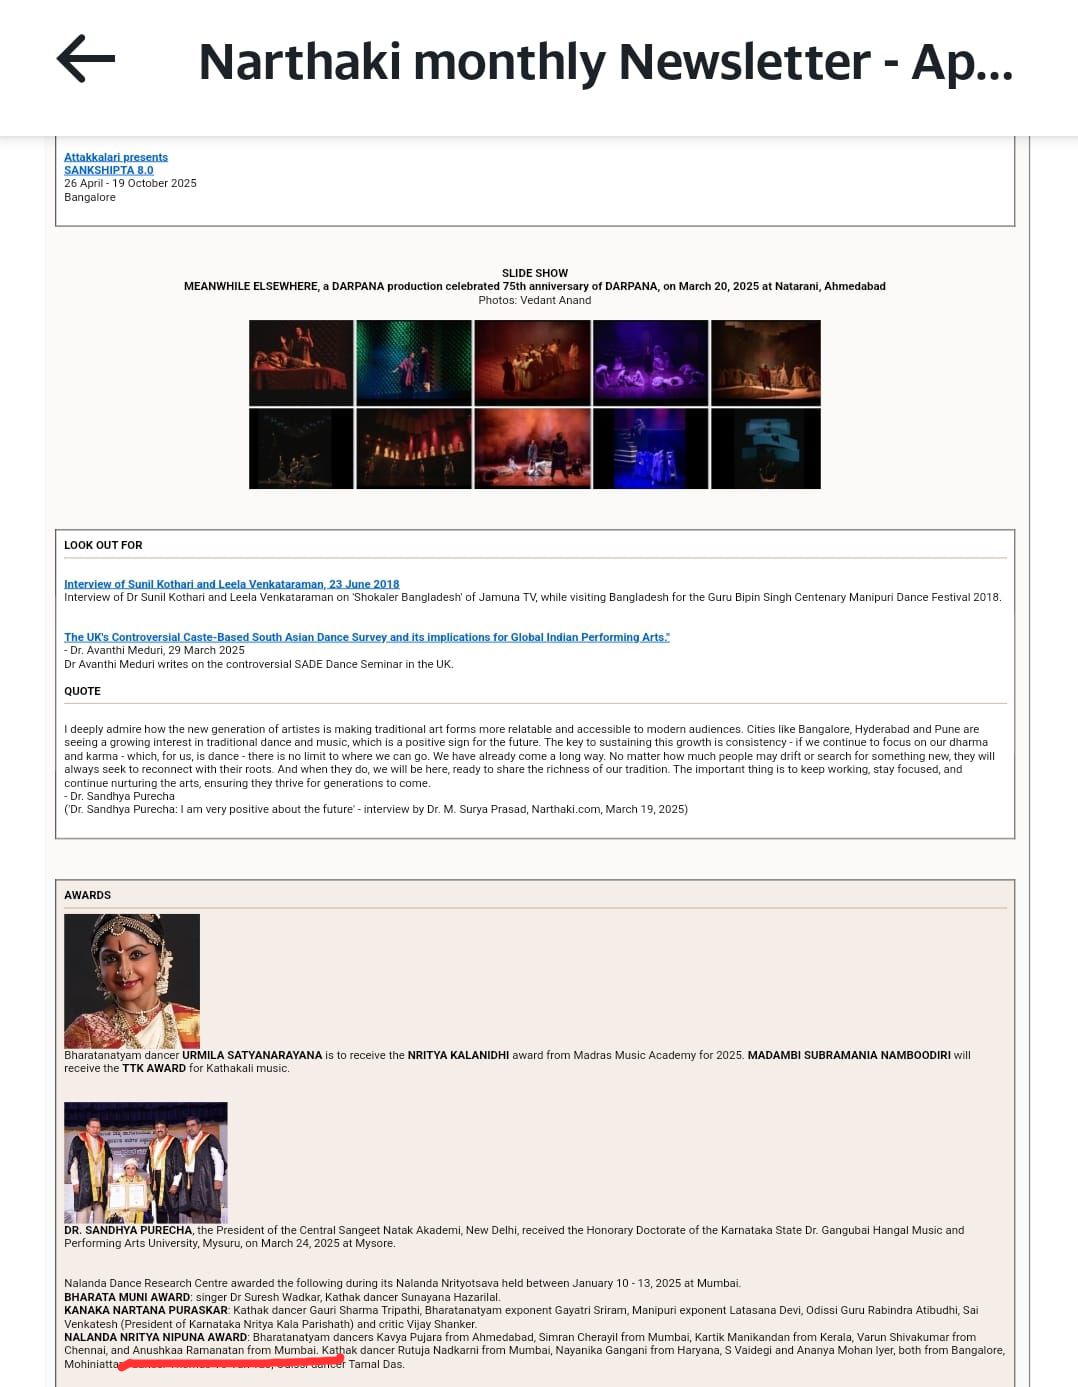 Narthaki monthly Newsletter - Ap...
Attakkalari presents
SANKSHIPTA 8.0
26 April - 19 October 2025
Bangalore
SLIDE SHOW
MEANWHILE ELSEWHERE, a DARPANA production celebrated 75th anniversary of DARPANA, on March 20, 2025 at Natarani, Ahmedabad
Photos: Vedant Anand
LOOK OUT FOR
Interview of Sunil Kothari and Leela Venkataraman, 23 June 2018
Interview of Dr Sunil Kothari and Leela Venkataraman on 'Shokaler Bangladesh' of Jamuna TV, while visiting Bangladesh for the Guru Bipin Singh Centenary Manipuri Dance Festival 2018.
The UK's Controversial Caste-Based South Asian Dance Survey and its implications for Global Indian Performing Arts."
- Dr. Avanthi Meduri, 29 March 2025
Dr Avanthi Meduri writes on the controversial SADE Dance Seminar in the UK.
QUOTE
I deeply admire how the new generation of artistes is making traditional art forms more relatable and accessible to modern audiences. Cities like Bangalore, Hyderabad and Pune are
seeing a growing interest in traditional dance and music, which is a positive sign for the future. The key to sustaining this growth is consistency - if we continue to focus on our dharma
and karma - which, for us, is dance - there is no limit to where we can go. We have already come a long way. No matter how much people may drift or search for something new, they will
always seek to reconnect with their roots. And when they do, we will be here, ready to share the richness of our tradition. The important thing is to keep working, stay focused, and
continue nurturing the arts, ensuring they thrive for generations to come.
- Dr. Sandhya Purecha
('Dr. Sandhya Purecha: I am very positive about the future' - interview by Dr. M. Surya Prasad, Narthaki.com, March 19, 2025)
AWARDS
Bharatanatyam dancer URMILA SATYANARAYANA is to receive the NRITYA KALANIDHI award from Madras Music Academy for 2025. MADAMBI SUBRAMANIA NAMBOODIRI will
receive the TTK AWARD for Kathakali music.
DR. SANDHYA PURECHA, the President of the Central Sangeet Natak Akademi, New Delhi, received the Honorary Doctorate of the Karnataka State Dr. Gangubai Hangal Music and
Performing Arts University, Mysuru, on March 24, 2025 at Mysore.
Nalanda Dance Research Centre awarded the following during its Nalanda Nrityotsava held between January 10 - 13, 2025 at Mumbai.
BHARATA MUNI AWARD: singer Dr Suresh Wadkar, Kathak dancer Sunayana Hazarilal.
KANAKA NARTANA PURASKAR: Kathak dancer Gauri Sharma Tripathi, Bharatanatyam exponent Gayatri Sriram, Manipuri exponent Latasana Devi, Odissi Guru Rabindra Atibudhi, Sai
Venkatesh (President of Karnataka Nritya Kala Parishath) and critic Vijay Shanker.
NALANDA NRITYA NIPUNA AWARD: Bharatanatyam dancers Kavya Pujara from Ahmedabad, Simran Cherayil from Mumbai, Kartik Manikandan from Kerala, Varun Shivakumar from
Chennai, and Anushkaa Ramanatan from Mumbai. Kathak dancer Rutuja Nadkarni from Mumbai, Nayanika Gangani from Haryana, S Vaidegi and Ananya Mohan Iyer, both from Bangalore,
Tamal Das.